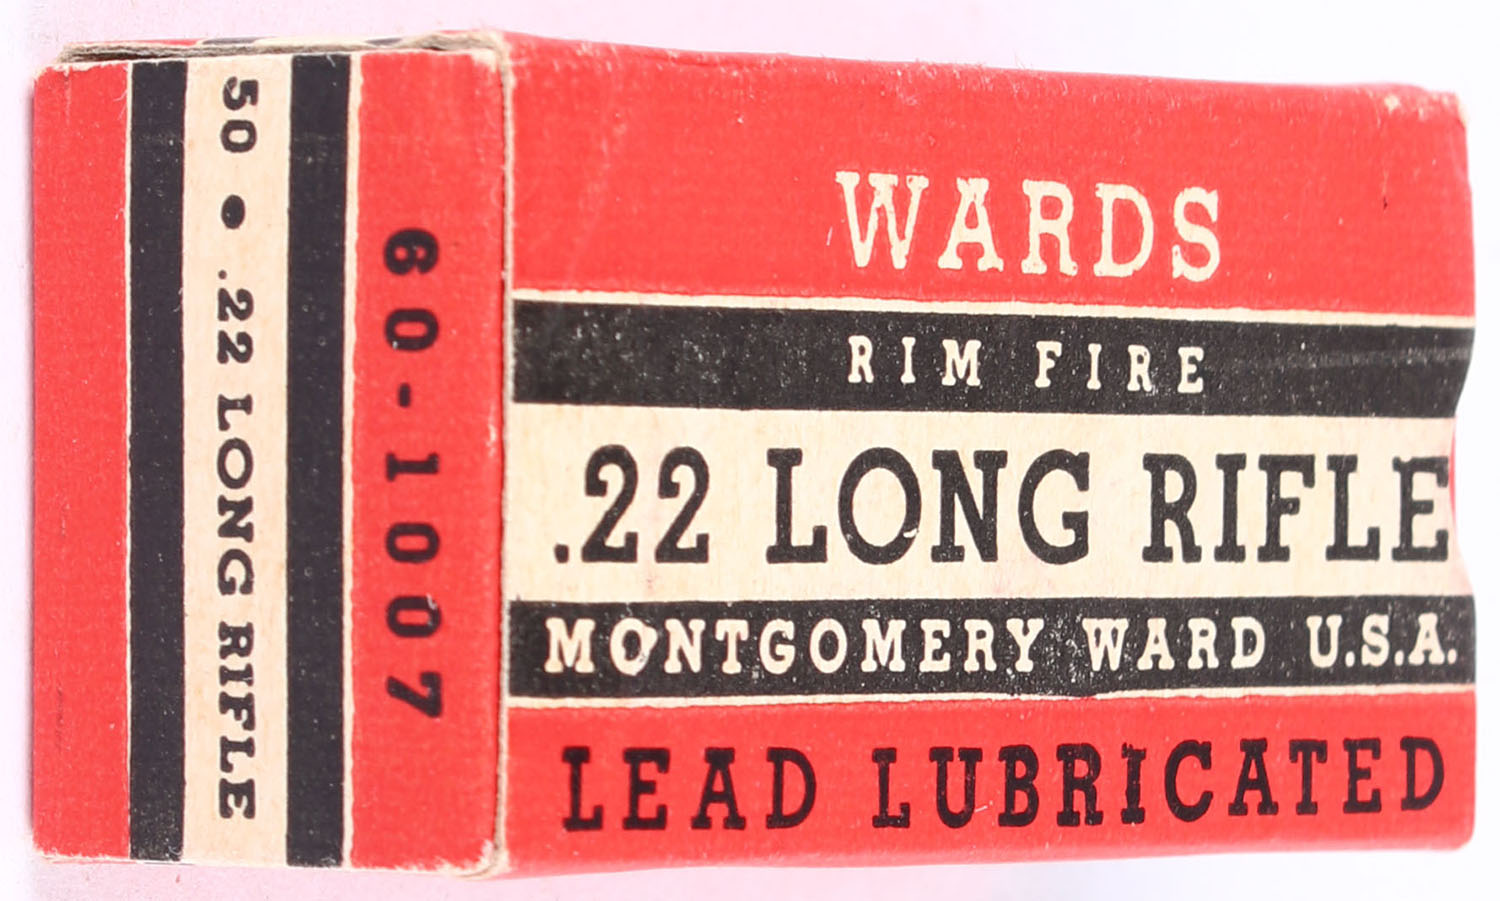 WARDS
RIM FIRE
.22 LONG RIFLE
MONTGOMERY WARD U.S.A.
LEAD LUBRICATED
60-1007
50 • .22 LONG RIFLE